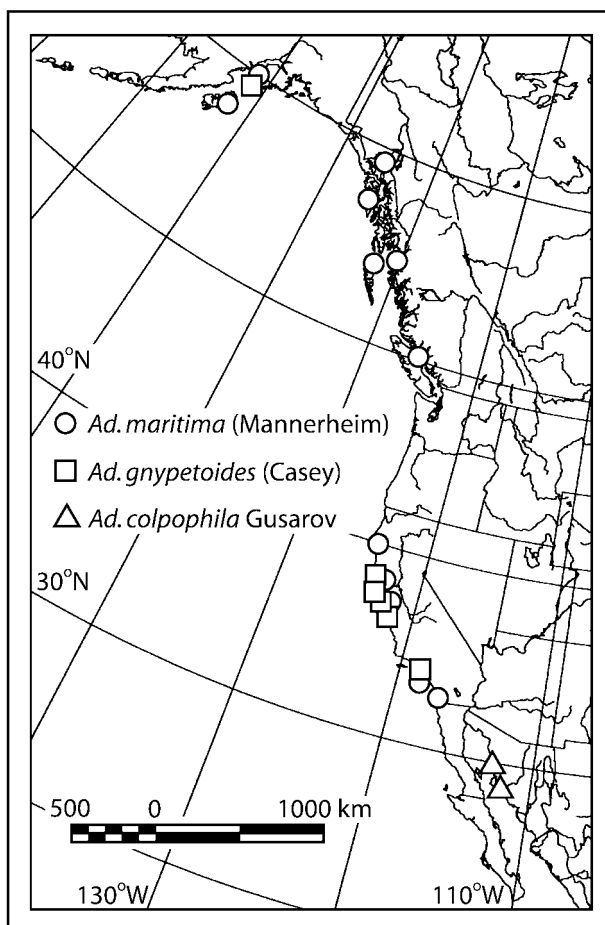 40°N
Ad. maritima (Mannerheim)
Ad. gnypetoides (Casey)
Ad. colpophila Gusarov
30°N
500 0 1000 km
130°W 110°W